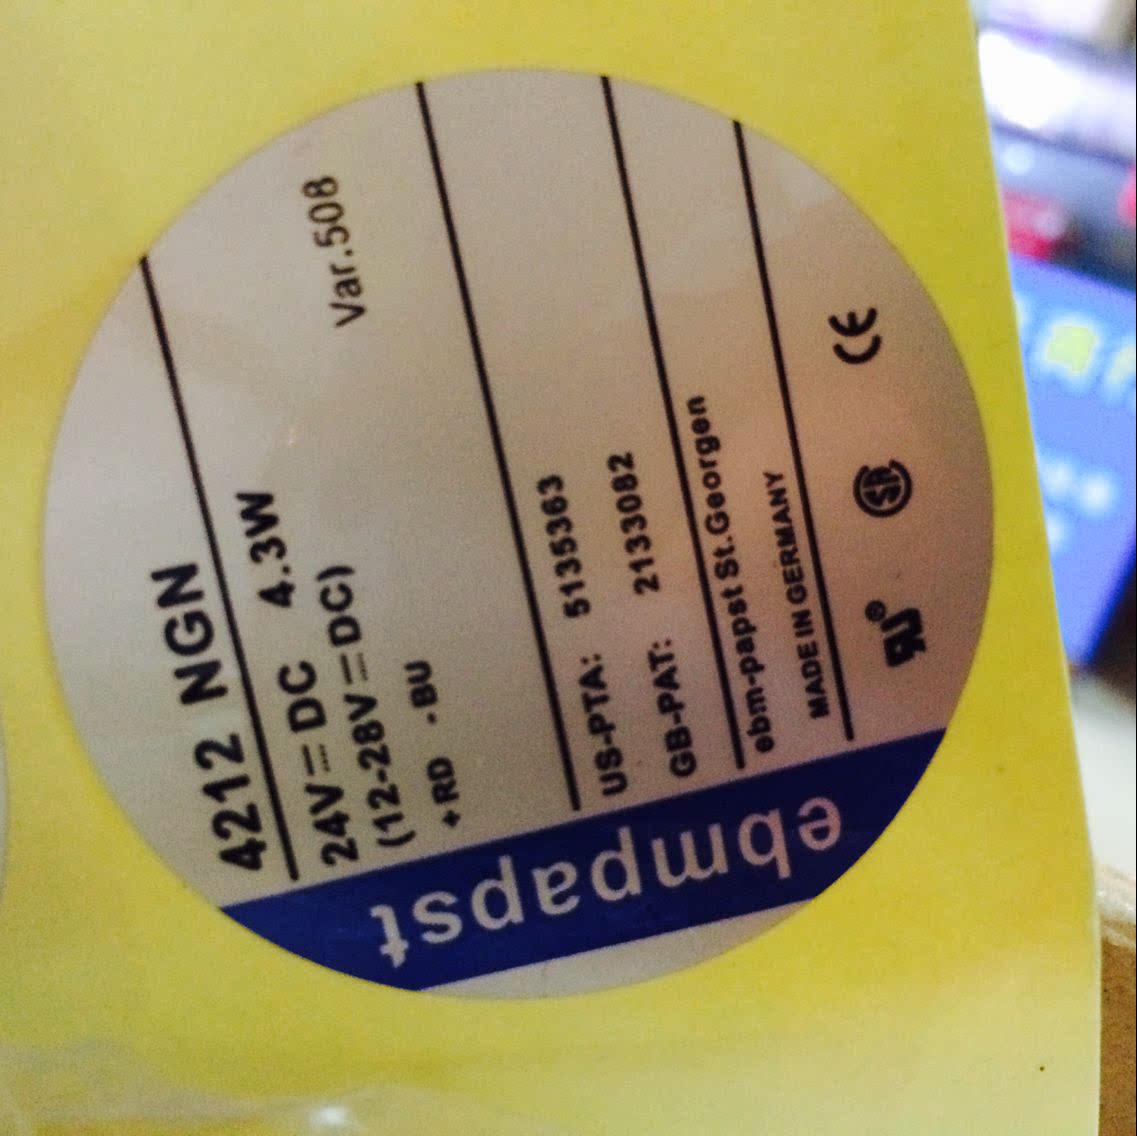 4212 NGN
24V⎓DC 4.3W
(12-28V⎓DC)
+RD -BU
Var.508
US-PTA: 5135363
GB-PAT: 2133082
ebm-papst St.Georgen
MADE IN GERMANY
ebmpapst